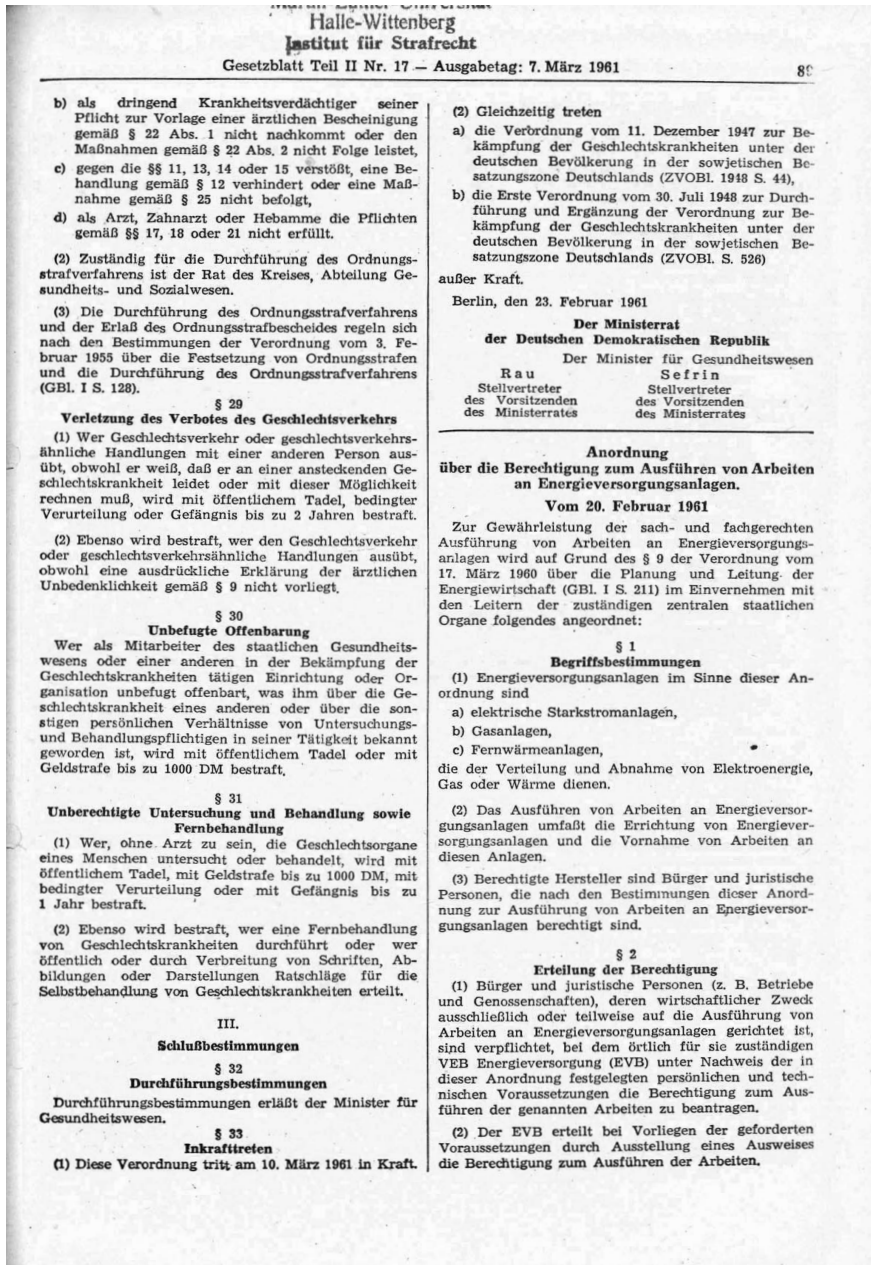 Halle-Wittenberg
Institut für Strafrecht
Gesetzblatt Teil II Nr. 17 — Ausgabetag: 7. März 1961
b) als dringend Krankheitsverdächtiger seiner
Pflicht zur Vorlage einer ärztlichen Bescheinigung
gemäß § 22 Abs. 1 nicht nachkommt oder den
Maßnahmen gemäß § 22 Abs. 2 nicht Folge leistet,
c) gegen die §§ 11, 13, 14 oder 15 verstößt, eine Be-
handlung gemäß § 12 verhindert oder eine Maß-
nahme gemäß § 25 nicht befolgt,
d) als Arzt, Zahnarzt oder Hebamme die Pflichten
gemäß §§ 17, 18 oder 21 nicht erfüllt.
(2) Zuständig für die Durchführung des Ordnungs-
strafverfahrens ist der Rat des Kreises, Abteilung Ge-
sundheits- und Sozialwesen.
(3) Die Durchführung des Ordnungsstrafverfahrens
und der Erlaß des Ordnungsstrafbescheides regeln sich
nach den Bestimmungen der Verordnung vom 3. Fe-
bruar 1955 über die Festsetzung von Ordnungsstrafen
und die Durchführung des Ordnungsstrafverfahrens
(GBl. I S. 128).
§ 29
Verletzung des Verbotes des Geschlechtsverkehrs
(1) Wer Geschlechtsverkehr oder geschlechtsverkehrs-
ähnliche Handlungen mit einer anderen Person aus-
übt, obwohl er weiß, daß er an einer ansteckenden Ge-
schlechtskrankheit leidet oder mit dieser Möglichkeit
rechnen muß, wird mit öffentlichem Tadel, bedingter
Verurteilung oder Gefängnis bis zu 2 Jahren bestraft.
(2) Ebenso wird bestraft, wer den Geschlechtsverkehr
oder geschlechtsverkehrsähnliche Handlungen ausübt,
obwohl eine ausdrückliche Erklärung der ärztlichen
Unbedenklichkeit gemäß § 9 nicht vorliegt.
§ 30
Unbefugte Offenbarung
Wer als Mitarbeiter des staatlichen Gesundheits-
wesens oder einer anderen in der Bekämpfung der
Geschlechtskrankheiten tätigen Einrichtung oder Or-
ganisation unbefugt offenbart, was ihm über die Ge-
schlechtskrankheit eines anderen oder über die son-
stigen persönlichen Verhältnisse von Untersuchungs-
und Behandlungspflichtigen in seiner Tätigkeit bekannt
geworden ist, wird mit öffentlichem Tadel oder mit
Geldstrafe bis zu 1000 DM bestraft.
§ 31
Unberechtigte Untersuchung und Behandlung sowie
Fernbehandlung
(1) Wer, ohne Arzt zu sein, die Geschlechtsorgane
eines Menschen untersucht oder behandelt, wird mit
öffentlichem Tadel, mit Geldstrafe bis zu 1000 DM, mit
bedingter Verurteilung oder mit Gefängnis bis zu
1 Jahr bestraft.
(2) Ebenso wird bestraft, wer eine Fernbehandlung
von Geschlechtskrankheiten durchführt oder wer
öffentlich oder durch Verbreitung von Schriften, Ab-
bildungen oder Darstellungen Ratschläge für die
Selbstbehandlung von Geschlechtskrankheiten erteilt.
III.
Schlußbestimmungen
§ 32
Durchführungsbestimmungen
Durchführungsbestimmungen erläßt der Minister für
Gesundheitswesen.
§ 33
Inkrafttreten
(1) Diese Verordnung tritt am 10. März 1961 in Kraft.
(2) Gleichzeitig treten
a) die Verordnung vom 11. Dezember 1947 zur Be-
kämpfung der Geschlechtskrankheiten unter der
deutschen Bevölkerung in der sowjetischen Be-
satzungszone Deutschlands (ZVOBl. 1948 S. 44),
b) die Erste Verordnung vom 30. Juli 1948 zur Durch-
führung und Ergänzung der Verordnung zur Be-
kämpfung der Geschlechtskrankheiten unter der
deutschen Bevölkerung in der sowjetischen Be-
satzungszone Deutschlands (ZVOBl. S. 526)
außer Kraft.
Berlin, den 23. Februar 1961
Der Ministerrat
der Deutschen Demokratischen Republik
Der Minister für Gesundheitswesen
Rau Sefrin
Stellvertreter Stellvertreter
des Vorsitzenden des Vorsitzenden
des Ministerrates des Ministerrates
Anordnung
über die Berechtigung zum Ausführen von Arbeiten
an Energieversorgungsanlagen.
Vom 20. Februar 1961
Zur Gewährleistung der sach- und fachgerechten
Ausführung von Arbeiten an Energieversorgungs-
anlagen wird auf Grund des § 9 der Verordnung vom
17. März 1960 über die Planung und Leitung der
Energiewirtschaft (GBl. I S. 211) im Einvernehmen mit
den Leitern der zuständigen zentralen staatlichen
Organe folgendes angeordnet:
§ 1
Begriffsbestimmungen
(1) Energieversorgungsanlagen im Sinne dieser An-
ordnung sind
a) elektrische Starkstromanlagen,
b) Gasanlagen,
c) Fernwärmeanlagen,
die der Verteilung und Abnahme von Elektroenergie,
Gas oder Wärme dienen.
(2) Das Ausführen von Arbeiten an Energieversor-
gungsanlagen umfaßt die Errichtung von Energiever-
sorgungsanlagen und die Vornahme von Arbeiten an
diesen Anlagen.
(3) Berechtigte Hersteller sind Bürger und juristische
Personen, die nach den Bestimmungen dieser Anord-
nung zur Ausführung von Arbeiten an Energieversor-
gungsanlagen berechtigt sind.
§ 2
Erteilung der Berechtigung
(1) Bürger und juristische Personen (z. B. Betriebe
und Genossenschaften), deren wirtschaftlicher Zweck
ausschließlich oder teilweise auf die Ausführung von
Arbeiten an Energieversorgungsanlagen gerichtet ist,
sind verpflichtet, bei dem örtlich für sie zuständigen
VEB Energieversorgung (EVB) unter Nachweis der in
dieser Anordnung festgelegten persönlichen und tech-
nischen Voraussetzungen die Berechtigung zum Aus-
führen der genannten Arbeiten zu beantragen.
(2) Der EVB erteilt bei Vorliegen der geforderten
Voraussetzungen durch Ausstellung eines Ausweises
die Berechtigung zum Ausführen der Arbeiten.